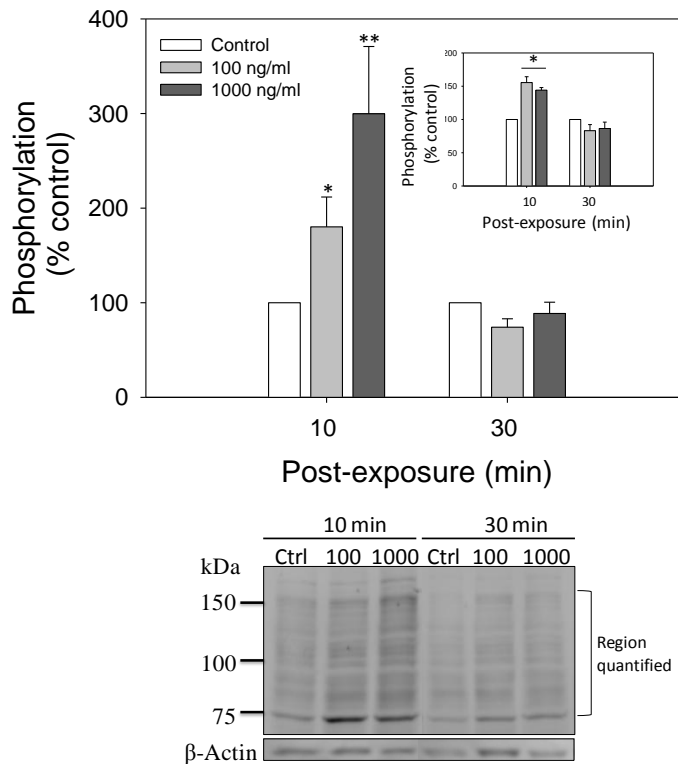 400
300
200
100
0
Phosphorylation
(% control)
Control
100 ng/ml
1000 ng/ml
*
**
10
30
Post-exposure (min)
200
150
100
50
0
Phosphorylation
(% control)
*
10
30
Post-exposure (min)
10 min
30 min
kDa
Ctrl 100 1000 Ctrl 100 1000
150
100
75
Region
quantified
β-Actin